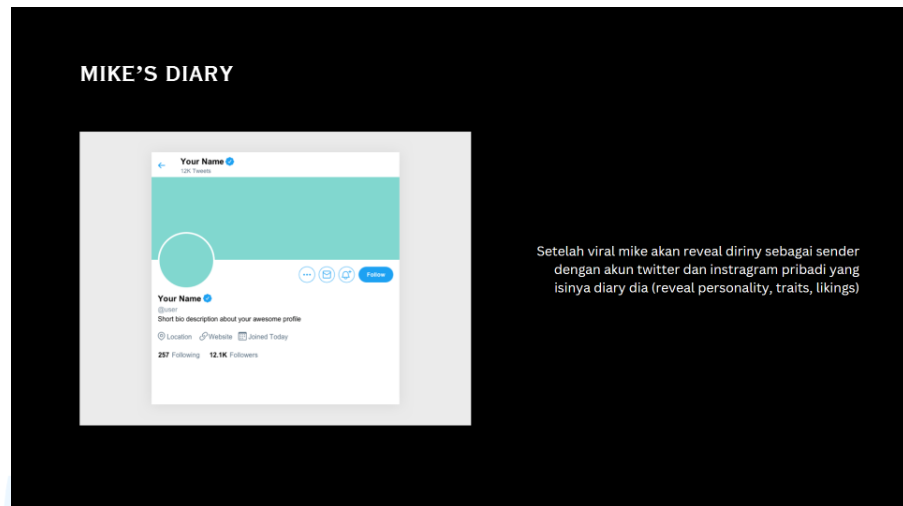 MIKE’S DIARY
Your Name
12K Tweets
Follow
Your Name
@user
Short bio description about your awesome profile
Location Website Joined Today
257 Following 12.1K Followers
Setelah viral mike akan reveal diriny sebagai sender
dengan akun twitter dan instragram pribadi yang
isinya diary dia (reveal personality, traits, likings)